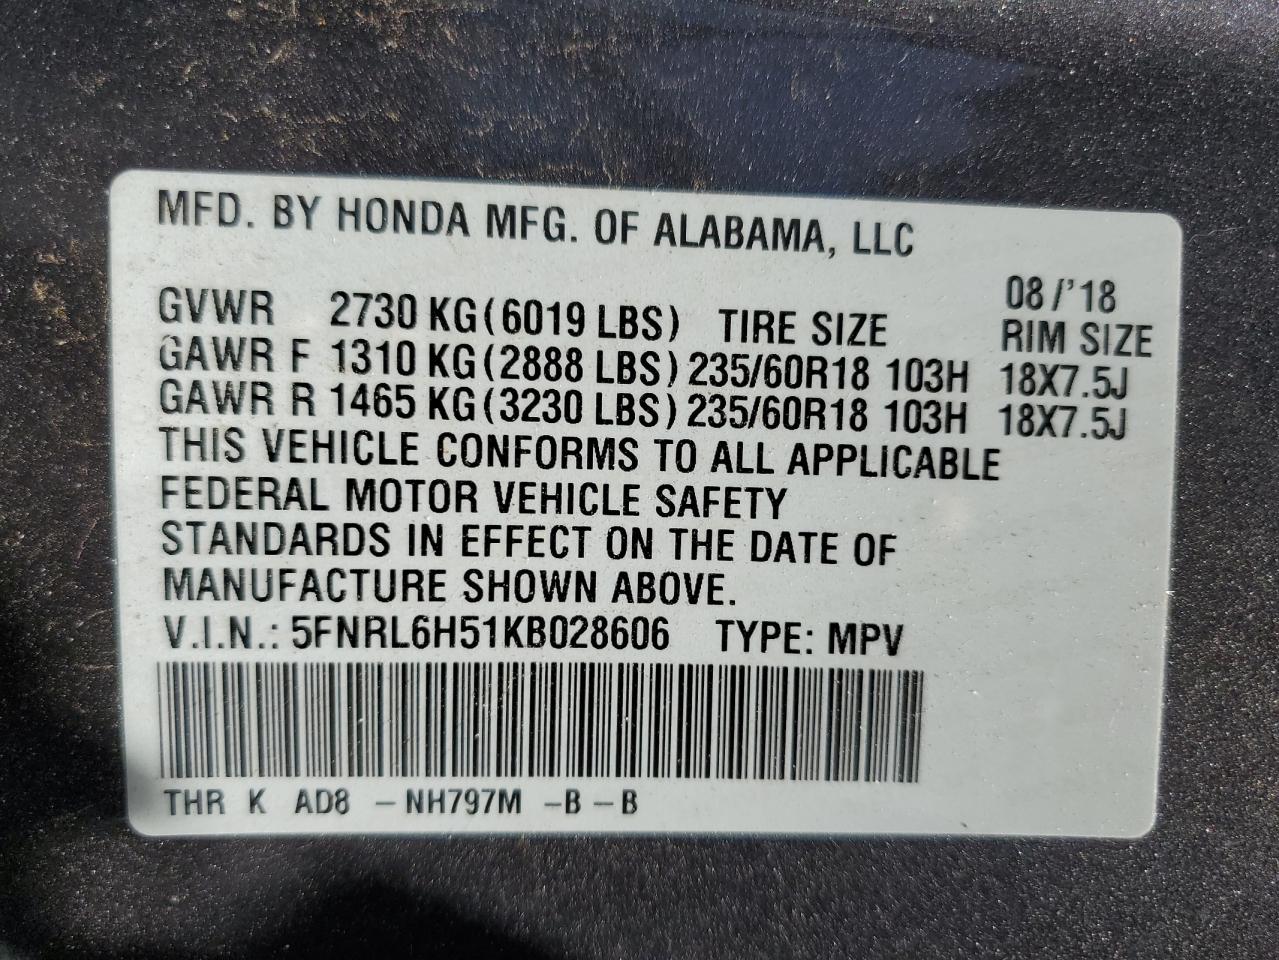 MFD. BY HONDA MFG. OF ALABAMA, LLC
08/'18
GVWR 2730 KG(6019 LBS) TIRE SIZE RIM SIZE
GAWR F 1310 KG(2888 LBS) 235/60R18 103H 18X7.5J
GAWR R 1465 KG(3230 LBS) 235/60R18 103H 18X7.5J
THIS VEHICLE CONFORMS TO ALL APPLICABLE
FEDERAL MOTOR VEHICLE SAFETY
STANDARDS IN EFFECT ON THE DATE OF
MANUFACTURE SHOWN ABOVE.
V.I.N.: 5FNRL6H51KB028606 TYPE: MPV
THR K AD8 -NH797M -B-B